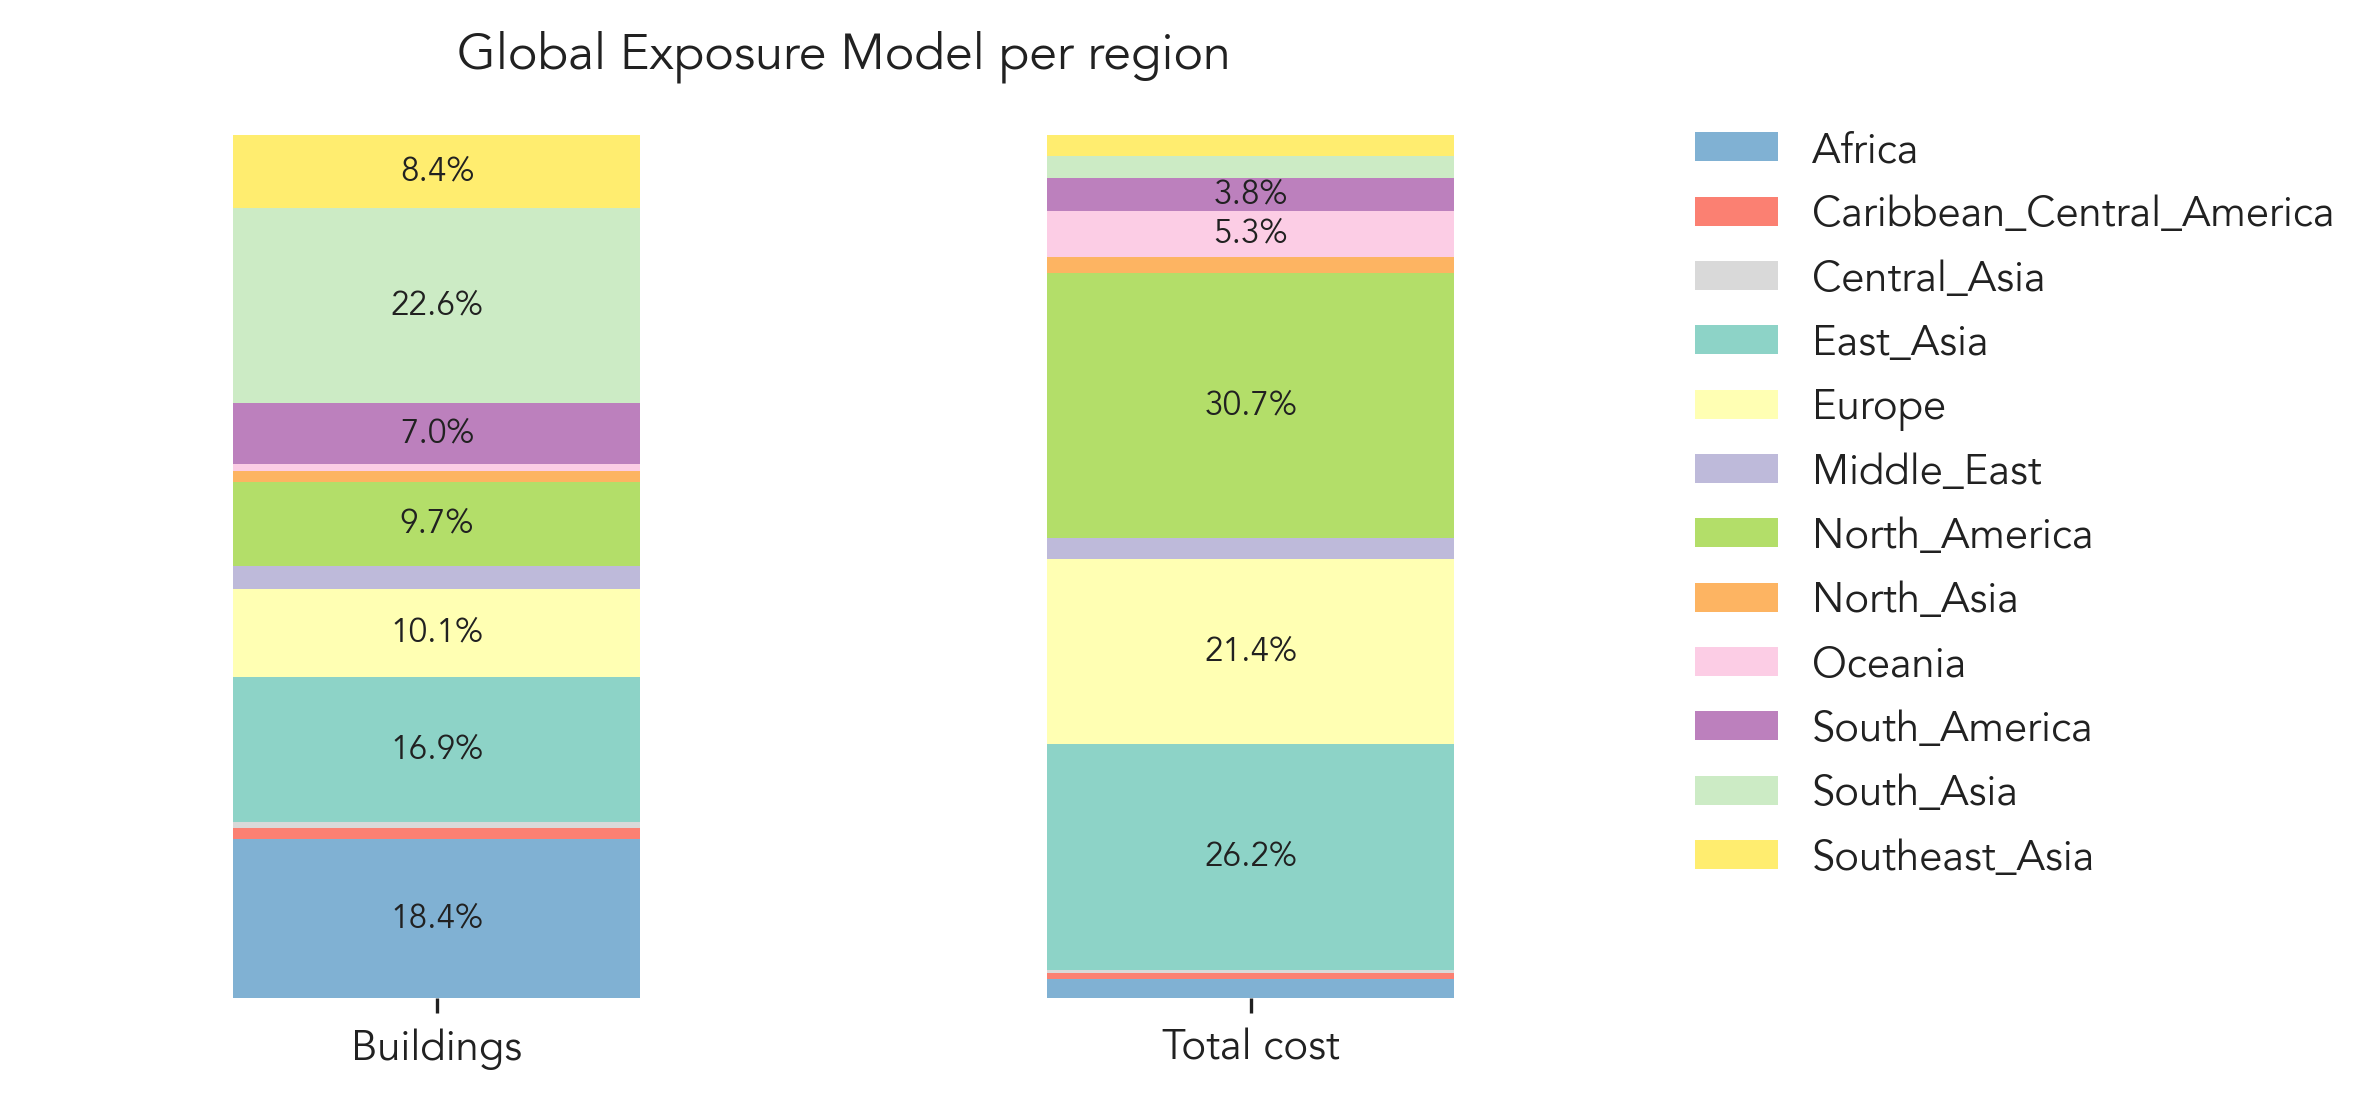 Global Exposure Model per region
8.4%
22.6%
7.0%
9.7%
10.1%
16.9%
18.4%
Buildings
3.8%
5.3%
30.7%
21.4%
26.2%
Total cost
Africa
Caribbean_Central_America
Central_Asia
East_Asia
Europe
Middle_East
North_America
North_Asia
Oceania
South_America
South_Asia
Southeast_Asia